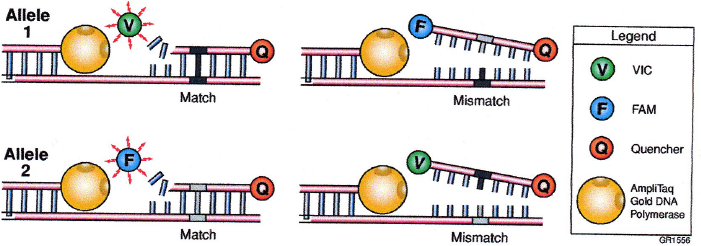 Allele
1
V
Q
Match
F
Q
Mismatch
Allele
2
F
Q
Match
V
Q
Mismatch
Legend
V VIC
F FAM
Q Quencher
AmpliTaq
Gold DNA
Polymerase
GR1556